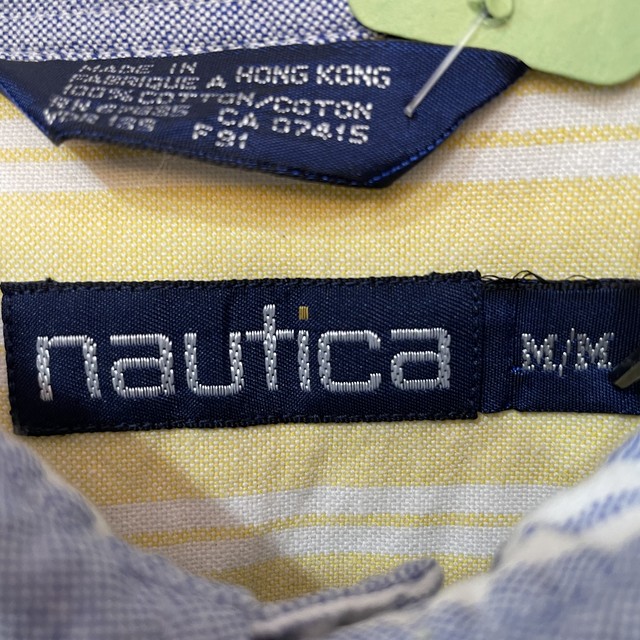 MADE IN
FABRIQUE A HONG KONG
100% COTTON/COTON
CA 07415
F 91
nautica
M/M